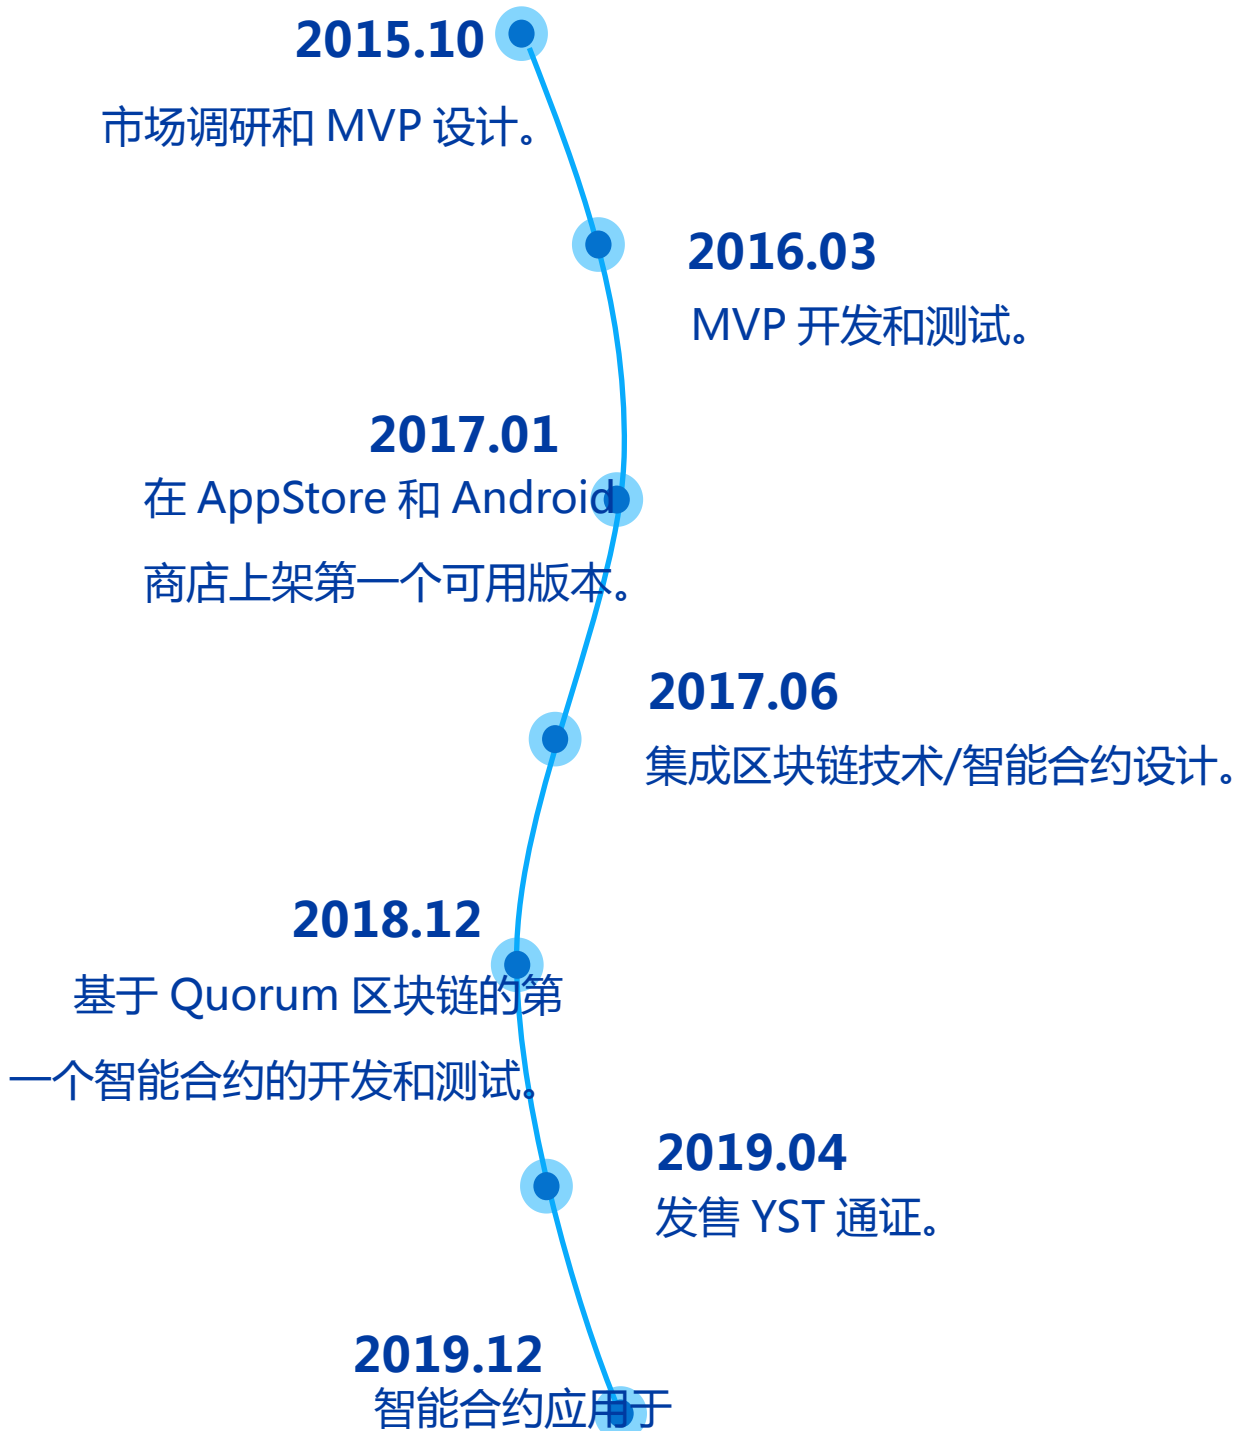 2015.10
市场调研和 MVP 设计。
2016.03
MVP 开发和测试。
2017.01
在 AppStore 和 Android
商店上架第一个可用版本。
2017.06
集成区块链技术/智能合约设计。
2018.12
基于 Quorum 区块链的第
一个智能合约的开发和测试。
2019.04
发售 YST 通证。
2019.12
智能合约应用于